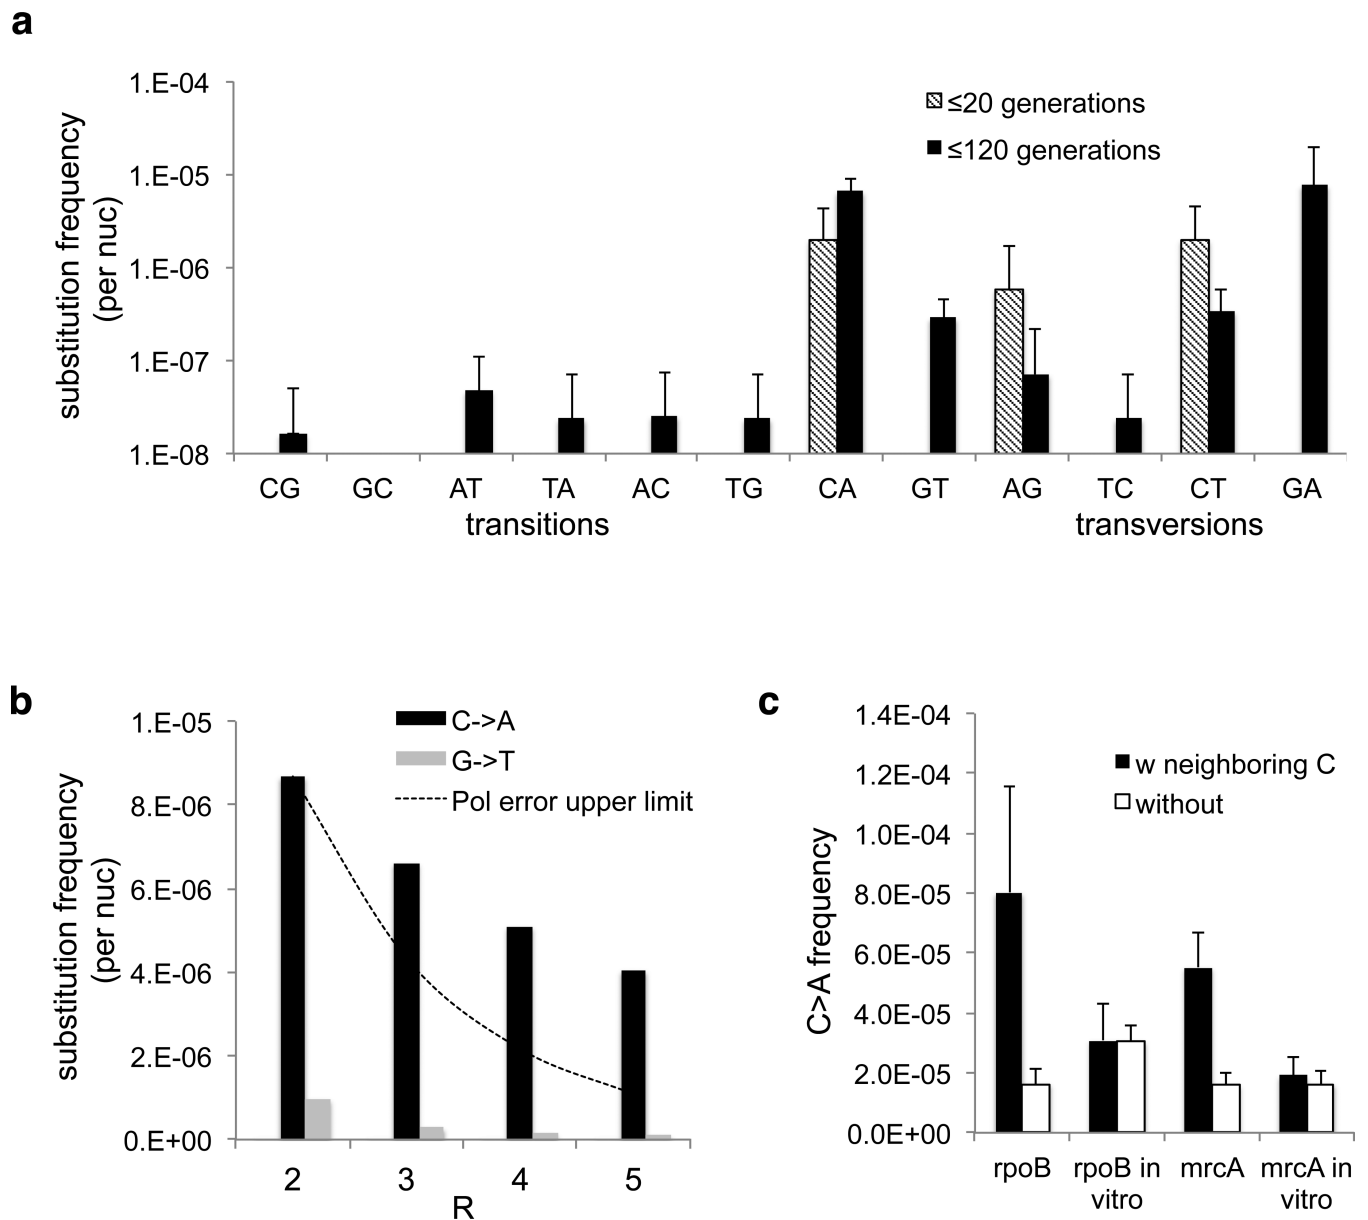 a
substitution frequency
(per nuc)
1.E-04
1.E-05
1.E-06
1.E-07
1.E-08
≤20 generations
≤120 generations
CG GC AT TA AC TG CA GT AG TC CT GA
transitions transversions
b
substitution frequency
(per nuc)
1.E-05
8.E-06
6.E-06
4.E-06
2.E-06
0.E+00
C->A
G->T
Pol error upper limit
2 3 4 5
R
c
C>A frequency
1.4E-04
1.2E-04
1.0E-04
8.0E-05
6.0E-05
4.0E-05
2.0E-05
0.0E+00
w neighboring C
without
rpoB rpoB in mrcA mrcA in
vitro vitro